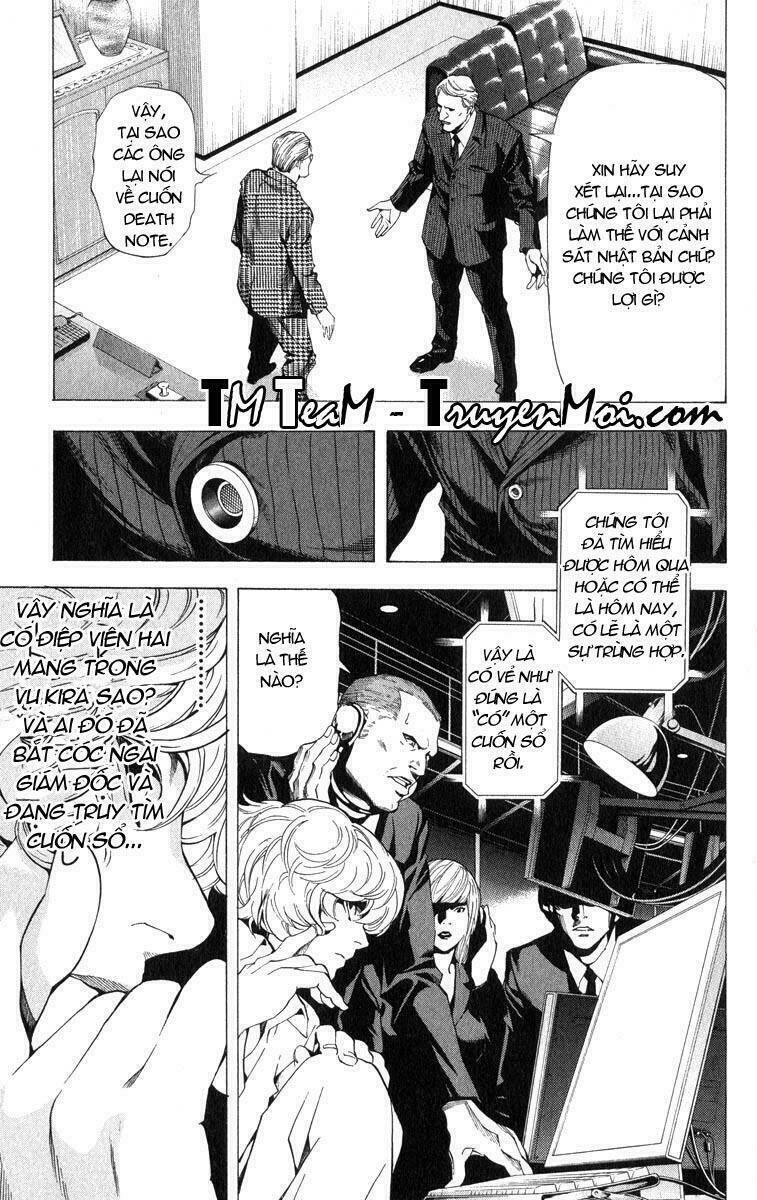 XIN HÃY SUY
XÉT LẠI...TẠI SAO
CHÚNG TÔI LẠI PHẢI
LÀM THẾ VỚI CẢNH
SÁT NHẬT BẢN CHỨ?
CHÚNG TÔI ĐƯỢC
LỢI GÌ?
VẬY,
TẠI SAO
CÁC ÔNG
LẠI NÓI
VỀ CUỐN
DEATH
NOTE.
TM TeaM - TruyenMoi.com
CHÚNG TÔI
ĐÃ TÌM HIỂU
ĐƯỢC HÔM QUA
HOẶC CÓ THỂ
LÀ HÔM NAY,
CÓ LẼ LÀ MỘT
SỰ TRÙNG HỢP.
VẬY LÀ
CÓ VẺ NHƯ
ĐÚNG LÀ
"CÓ" MỘT
CUỐN SỔ
RỒI.
NGHĨA
LÀ THẾ
NÀO?
VẬY NGHĨA LÀ
CÓ ĐIỆP VIÊN HAI
MANG TRONG
VỤ KIRA SAO?
VÀ AI ĐÓ ĐÃ
BẮT CÓC NGÀI
GIÁM ĐỐC VÀ
ĐANG TRUY TÌM
CUỐN SỔ...